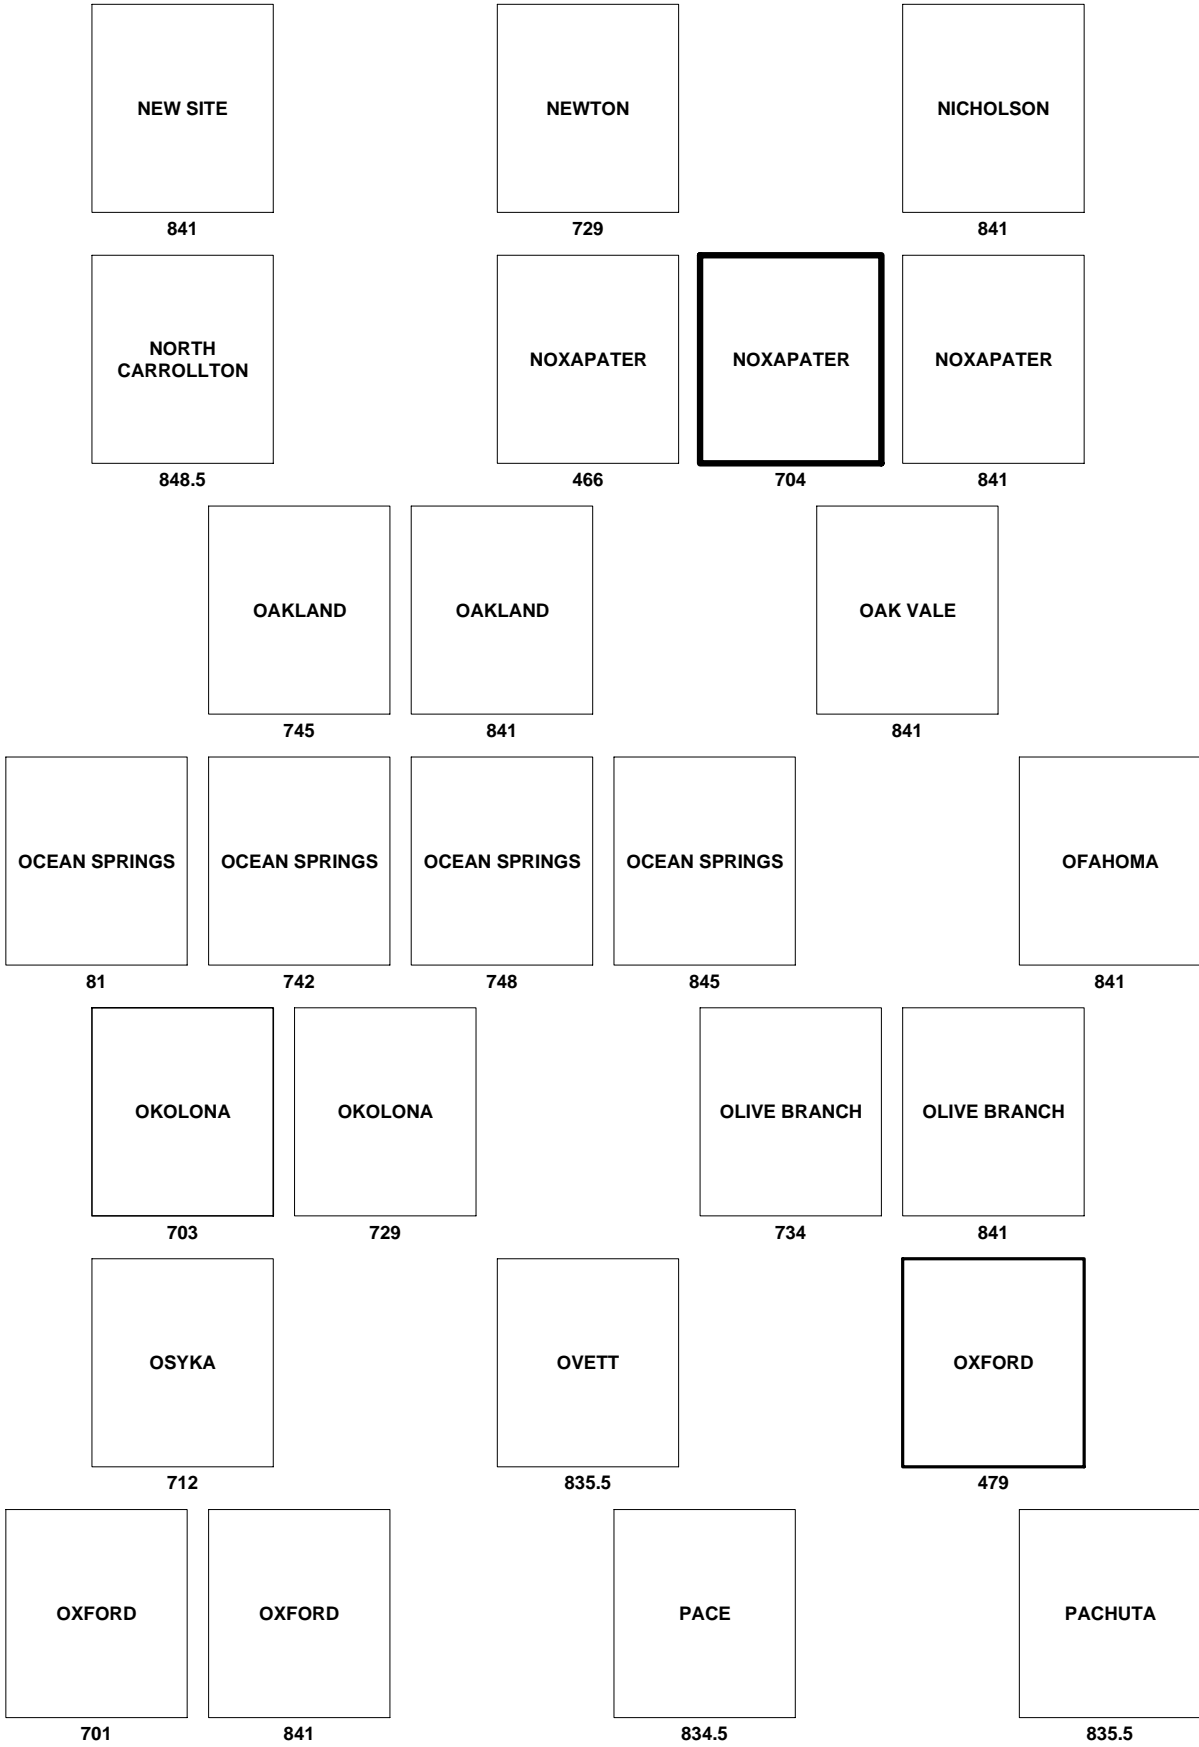 NEW SITE
841
NEWTON
729
NICHOLSON
841
NORTH
CARROLLTON
848.5
NOXAPATER
466
NOXAPATER
704
NOXAPATER
841
OAKLAND
745
OAKLAND
841
OAK VALE
841
OCEAN SPRINGS
81
OCEAN SPRINGS
742
OCEAN SPRINGS
748
OCEAN SPRINGS
845
OFAHOMA
841
OKOLONA
703
OKOLONA
729
OLIVE BRANCH
734
OLIVE BRANCH
841
OSYKA
712
OVETT
835.5
OXFORD
479
OXFORD
701
OXFORD
841
PACE
834.5
PACHUTA
835.5